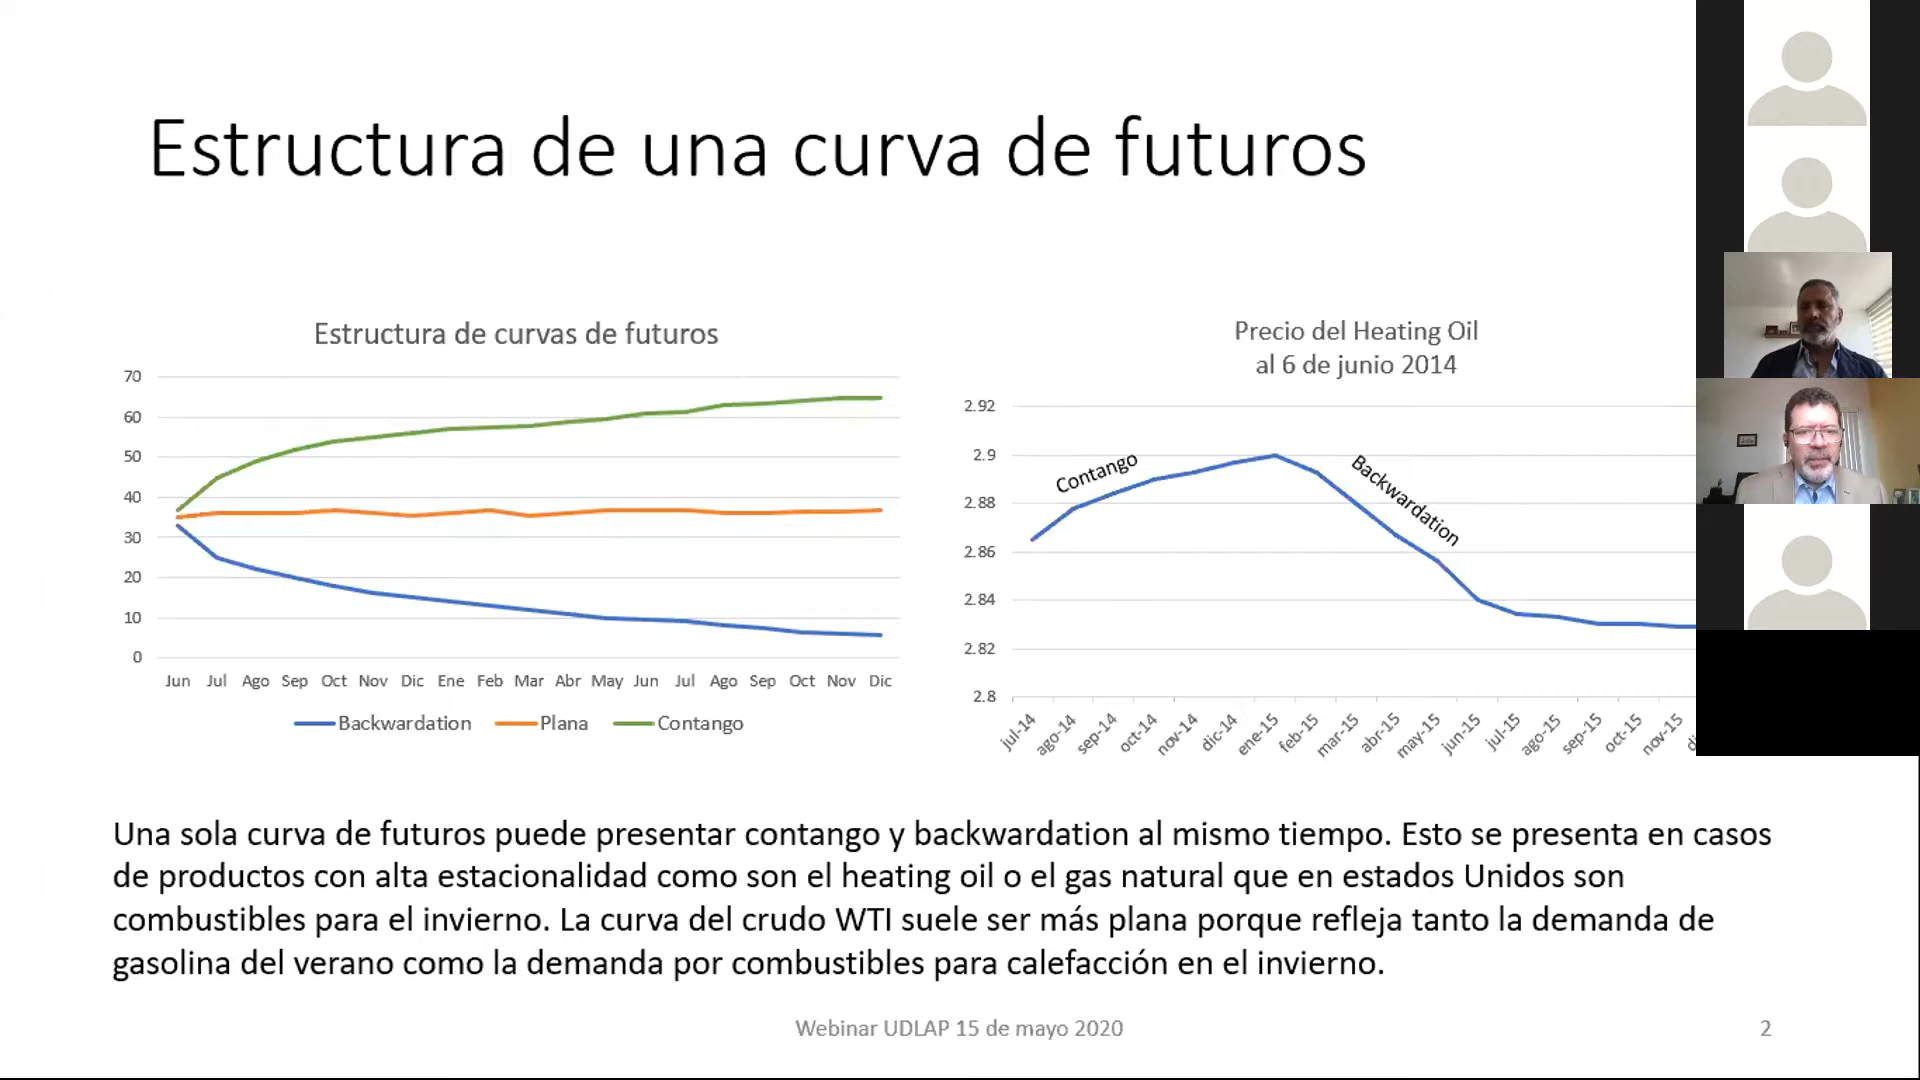 Estructura de una curva de futuros
Estructura de curvas de futuros
70
60
50
40
30
20
10
0
Jun Jul Ago Sep Oct Nov Dic Ene Feb Mar Abr May Jun Jul Ago Sep Oct Nov Dic
Backwardation Plana Contango
Precio del Heating Oil
al 6 de junio 2014
2.92
2.9
2.88
2.86
2.84
2.82
2.8
Contango
Backwardation
jul-14 ago-14 sep-14 oct-14 nov-14 dic-14 ene-15 feb-15 mar-15 abr-15 may-15 jun-15 jul-15 ago-15 sep-15 oct-15 nov-15
Una sola curva de futuros puede presentar contango y backwardation al mismo tiempo. Esto se presenta en casos
de productos con alta estacionalidad como son el heating oil o el gas natural que en estados Unidos son
combustibles para el invierno. La curva del crudo WTI suele ser más plana porque refleja tanto la demanda de
gasolina del verano como la demanda por combustibles para calefacción en el invierno.
Webinar UDLAP 15 de mayo 2020
2